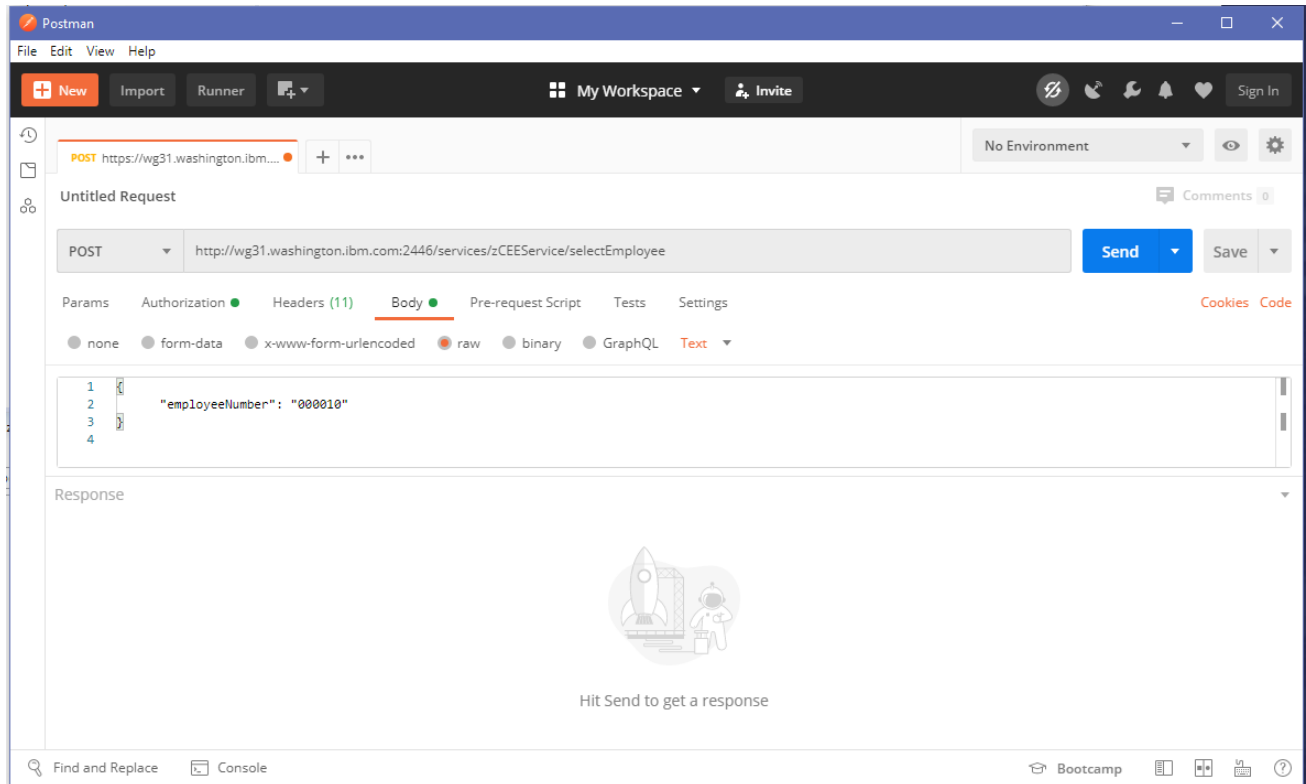 Postman
File Edit View Help
New Import Runner My Workspace Invite Sign In
POST https://wg31.washington.ibm.... + ••• No Environment
Untitled Request Comments 0
POST http://wg31.washington.ibm.com:2446/services/zCEEService/selectEmployee Send Save
Params Authorization Headers (11) Body Pre-request Script Tests Settings Cookies Code
none form-data x-www-form-urlencoded raw binary GraphQL Text
1 {
2 "employeeNumber": "000010"
3 }
4
Response
Hit Send to get a response
Find and Replace Console Bootcamp